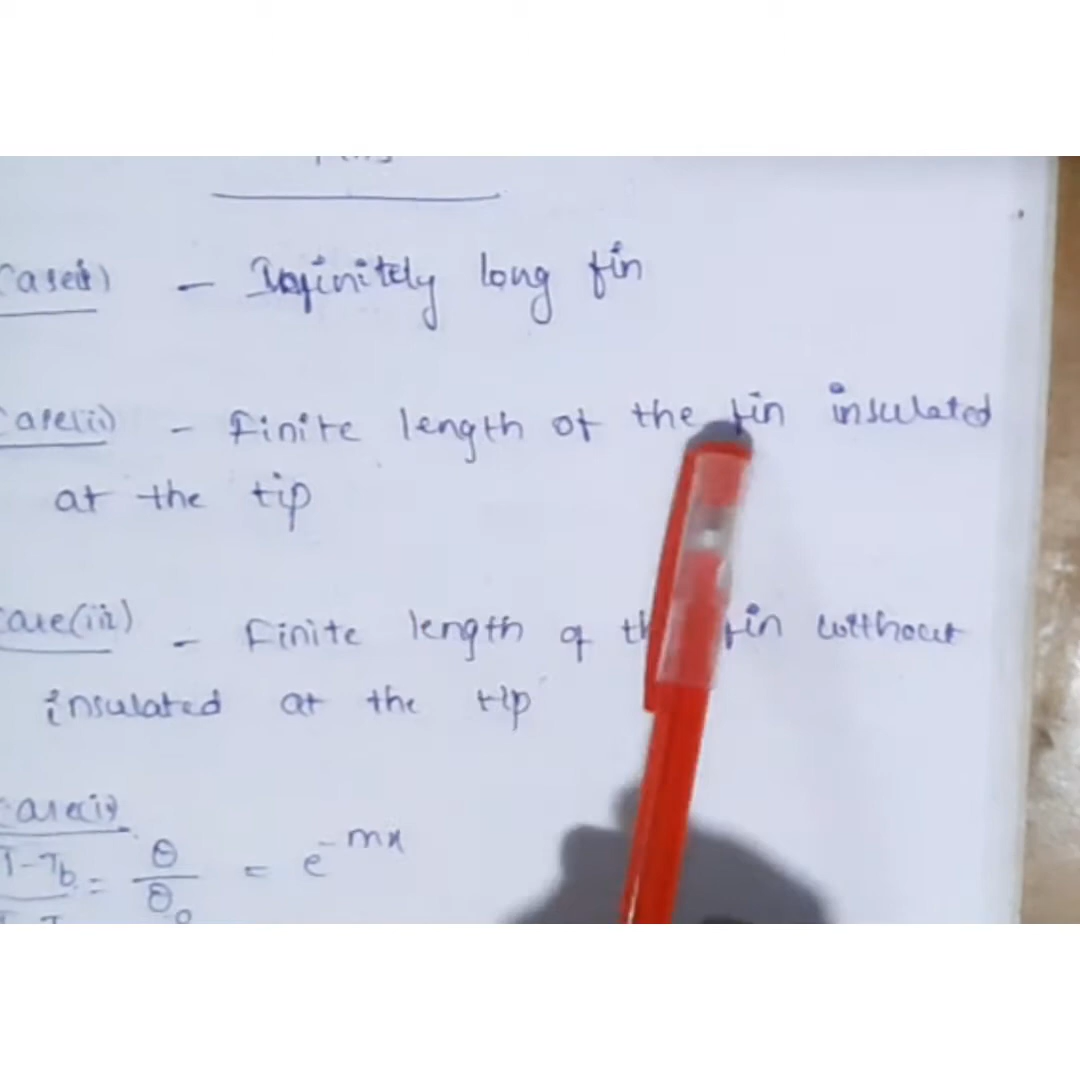 Case(i) - Infinitely long fin
Case(ii) - Finite length of the fin insulated
at the tip
Case(iii) - Finite length of fin without
insulated at the tip
Case(i)
T-Tb = θ/θ₀ = e^-mx